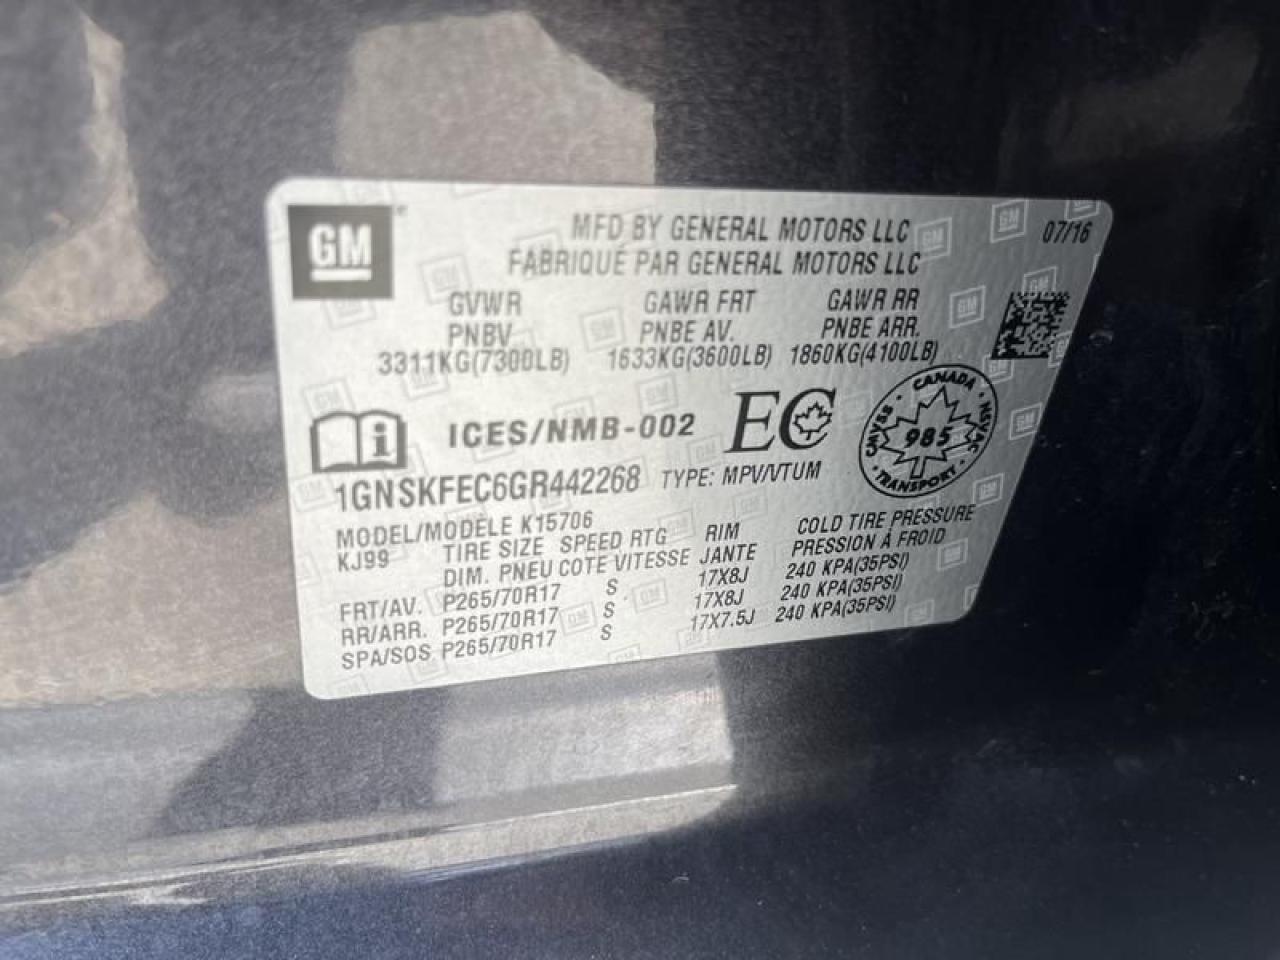 GM
MFD BY GENERAL MOTORS LLC
07/16
FABRIQUÉ PAR GENERAL MOTORS LLC
GVWR GAWR FRT GAWR RR
PNBV PNBE AV. PNBE ARR.
3311KG(7300LB) 1633KG(3600LB) 1860KG(4100LB)
i ICES/NMB-002 EC
CANADA · NSVAC · TRANSPORT · CMVSS
985
1GNSKFEC6GR442268 TYPE: MPV/VTUM
MODEL/MODÈLE K15706
KJ99 TIRE SIZE SPEED RTG RIM COLD TIRE PRESSURE
DIM. PNEU COTE VITESSE JANTE PRESSION À FROID
FRT/AV. P265/70R17 S 17X8J 240 KPA(35PSI)
RR/ARR. P265/70R17 S 17X8J 240 KPA(35PSI)
SPA/SOS P265/70R17 S 17X7.5J 240 KPA(35PSI)